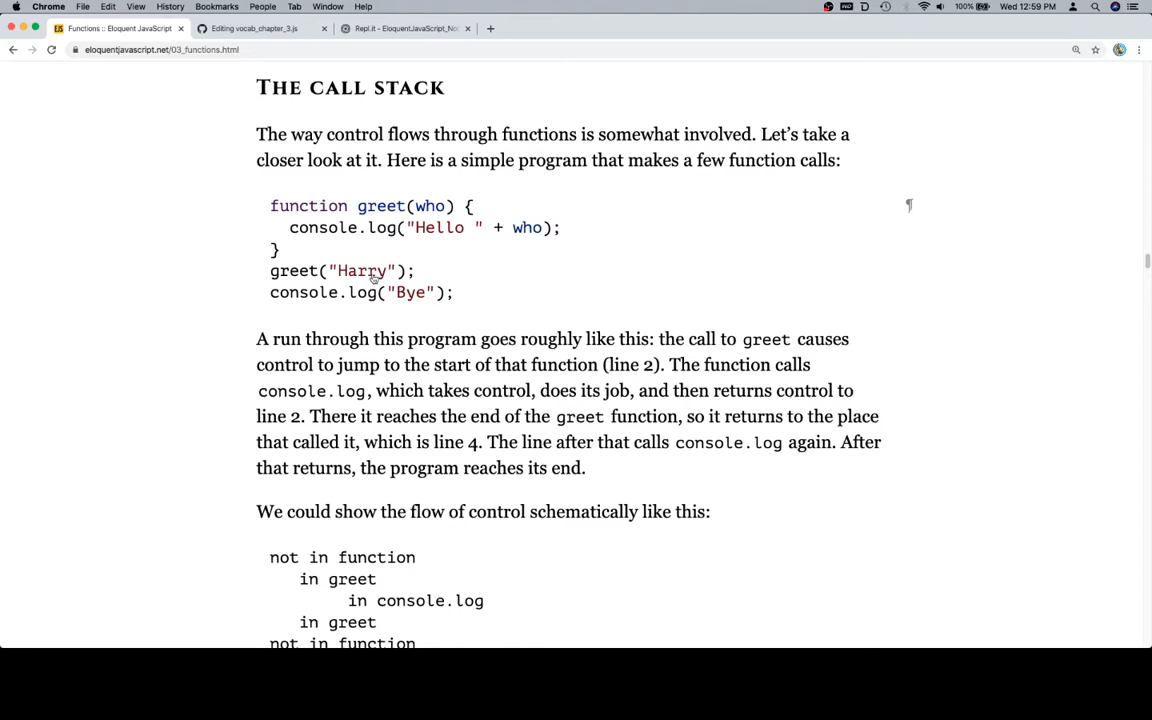 Chrome File Edit View History Bookmarks People Tab Window Help 100% Wed 12:59 PM
Functions :: Eloquent JavaScript Editing vocab_chapter_3.js Repl.it - EloquentJavaScript_Not
eloquentjavascript.net/03_functions.html
THE CALL STACK
The way control flows through functions is somewhat involved. Let’s take a
closer look at it. Here is a simple program that makes a few function calls:
function greet(who) {
console.log("Hello " + who);
}
greet("Harry");
console.log("Bye");
¶
A run through this program goes roughly like this: the call to greet causes
control to jump to the start of that function (line 2). The function calls
console.log, which takes control, does its job, and then returns control to
line 2. There it reaches the end of the greet function, so it returns to the place
that called it, which is line 4. The line after that calls console.log again. After
that returns, the program reaches its end.
We could show the flow of control schematically like this:
not in function
in greet
in console.log
in greet
not in function